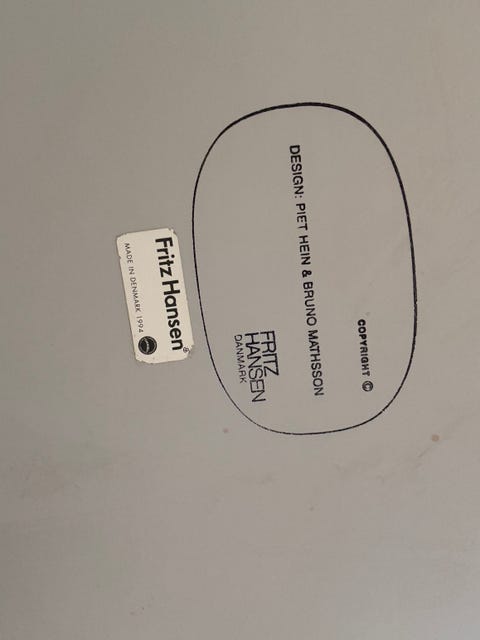 COPYRIGHT ©
DESIGN: PIET HEIN & BRUNO MATHSSON
FRITZ
HANSEN
DANMARK
Fritz Hansen®
MADE IN DENMARK 1994